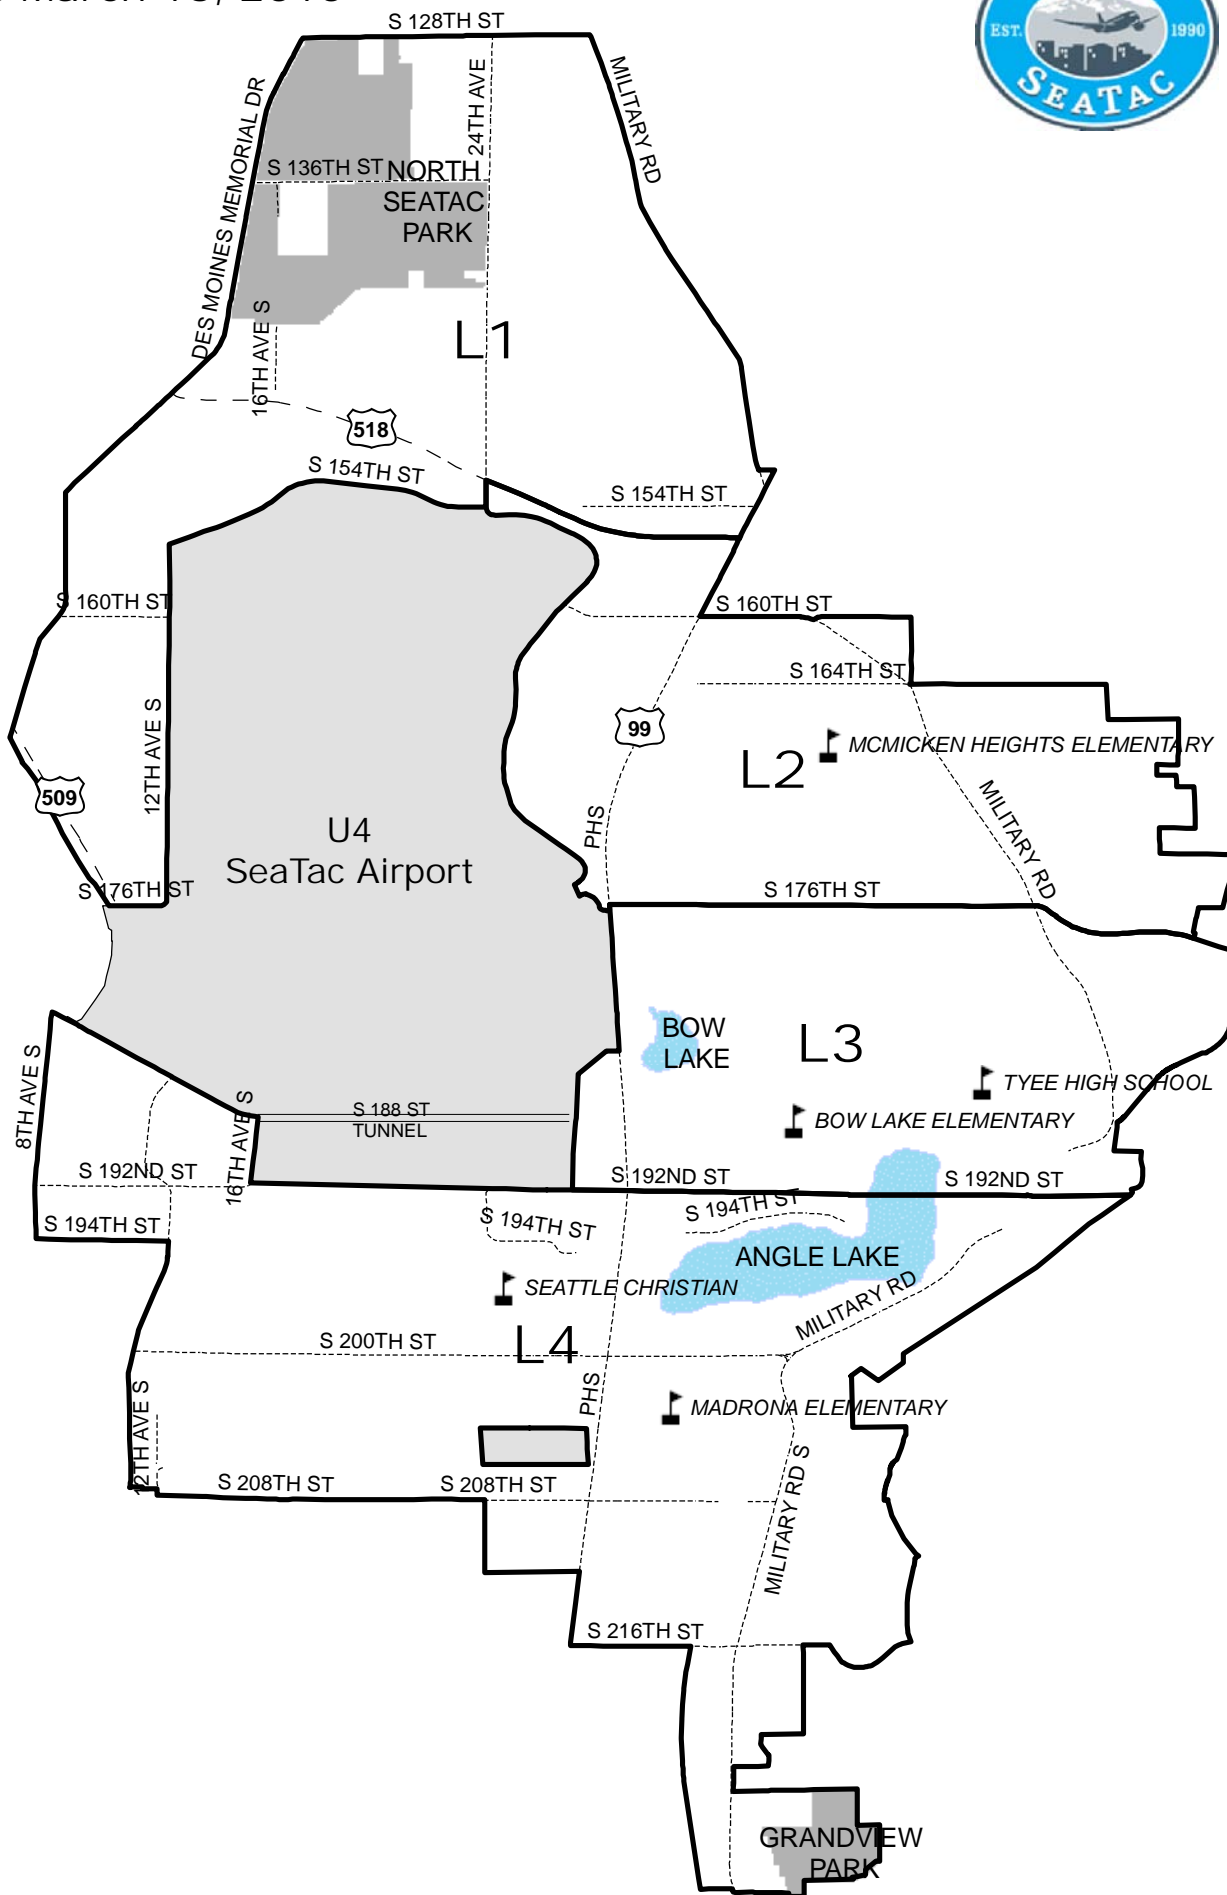 S 128TH ST
EST.
1990
SEATAC
MILITARY RD
24TH AVE
DES MOINES MEMORIAL DR
S 136TH ST
NORTH
SEATAC
PARK
16TH AVE S
L1
518
S 154TH ST
S 154TH ST
S 160TH ST
S 160TH ST
S 164TH ST
12TH AVE S
99
MCMICKEN HEIGHTS ELEMENTARY
L2
509
PHS
MILITARY RD
U4
SeaTac Airport
S 176TH ST
S 176TH ST
BOW
LAKE
L3
8TH AVE S
TYEE HIGH SCHOOL
S 188 ST
TUNNEL
BOW LAKE ELEMENTARY
16TH AVE S
S 192ND ST
S 192ND ST
S 192ND ST
S 194TH ST
S 194TH ST
S 194TH ST
ANGLE LAKE
SEATTLE CHRISTIAN
MILITARY RD
S 200TH ST
L4
12TH AVE S
PHS
MADRONA ELEMENTARY
S 208TH ST
S 208TH ST
MILITARY RD S
S 216TH ST
GRANDVIEW
PARK